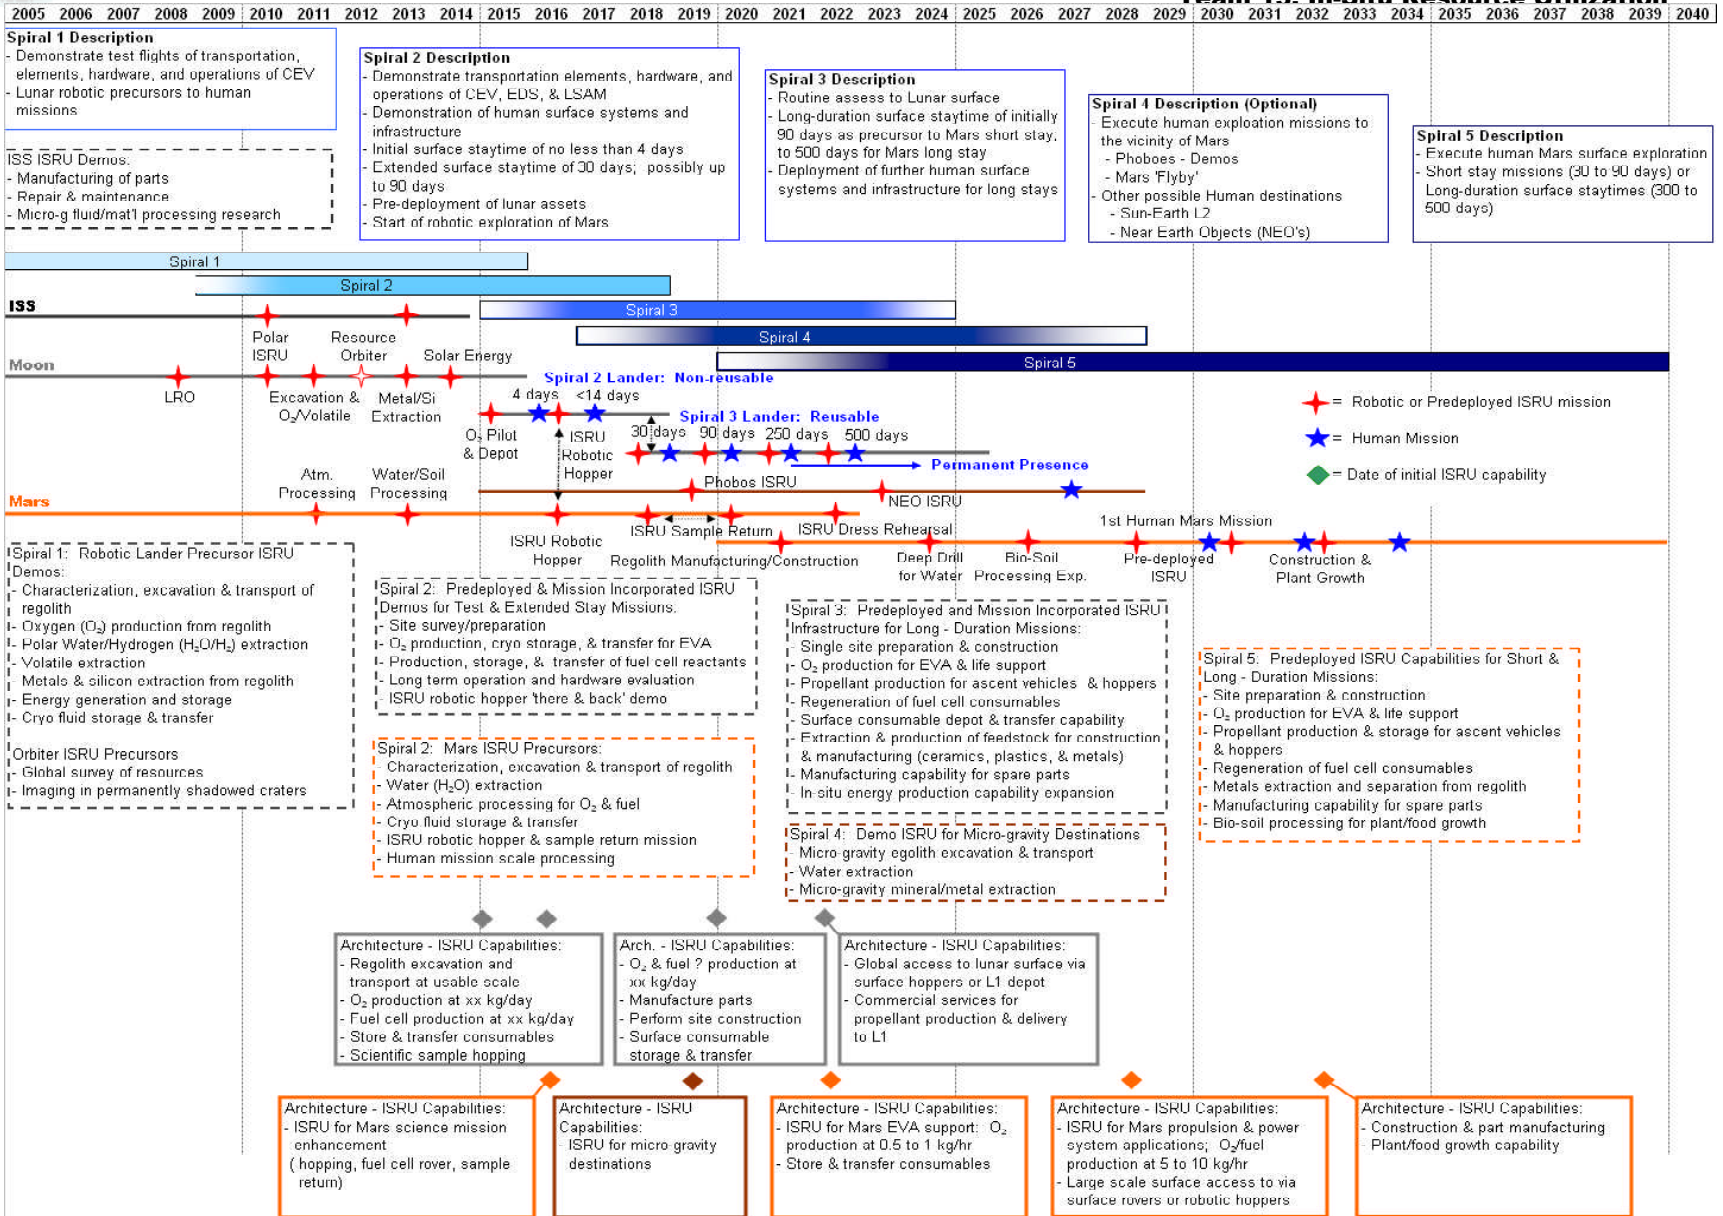 Team 13: In-Situ Resource Utilization
2005 2006 2007 2008 2009 2010 2011 2012 2013 2014 2015 2016 2017 2018 2019 2020 2021 2022 2023 2024 2025 2026 2027 2028 2029 2030 2031 2032 2033 2034 2035 2036 2037 2038 2039 2040
Spiral 1 Description
- Demonstrate test flights of transportation,
elements, hardware, and operations of CEV
- Lunar robotic precursors to human
missions
Spiral 2 Description
- Demonstrate transportation elements, hardware, and
operations of CEV, EDS, & LSAM
- Demonstration of human surface systems and
infrastructure
- Initial surface staytime of no less than 4 days
- Extended surface staytime of 30 days; possibly up
to 90 days
- Pre-deployment of lunar assets
- Start of robotic exploration of Mars
Spiral 3 Description
- Routine assess to Lunar surface
- Long-duration surface staytime of initially
90 days as precursor to Mars short stay,
to 500 days for Mars long stay
- Deployment of further human surface
systems and infrastructure for long stays
Spiral 4 Description (Optional)
- Execute human exploation missions to
the vicinity of Mars
- Phoboes - Demos
- Mars 'Flyby'
- Other possible Human destinations
- Sun-Earth L2
- Near Earth Objects (NEO's)
Spiral 5 Description
- Execute human Mars surface exploration
- Short stay missions (30 to 90 days) or
Long-duration surface staytimes (300 to
500 days)
ISS ISRU Demos:
- Manufacturing of parts
- Repair & maintenance
- Micro-g fluid/mat'l processing research
Spiral 1
Spiral 2
ISS
Spiral 3
Spiral 4
Spiral 5
Polar
ISRU
Resource
Orbiter
Solar Energy
Moon
LRO
Excavation &
O₂/Volatile
Metal/Si
Extraction
Spiral 2 Lander: Non-reusable
4 days
<14 days
Spiral 3 Lander: Reusable
O₂ Pilot
& Depot
ISRU
Robotic
Hopper
30 days
90 days
250 days
500 days
Permanent Presence
= Robotic or Predeployed ISRU mission
= Human Mission
= Date of initial ISRU capability
Atm.
Processing
Water/Soil
Processing
Phobos ISRU
NEO ISRU
Mars
ISRU Robotic
Hopper
ISRU Sample Return
ISRU Dress Rehearsal
Regolith Manufacturing/Construction
Deep Drill
for Water
Bio-Soil
Processing Exp.
1st Human Mars Mission
Pre-deployed
ISRU
Construction &
Plant Growth
Spiral 1: Robotic Lander Precursor ISRU
Demos:
- Characterization, excavation & transport of
regolith
- Oxygen (O₂) production from regolith
- Polar Water/Hydrogen (H₂O/H₂) extraction
- Volatile extraction
- Metals & silicon extraction from regolith
- Energy generation and storage
- Cryo fluid storage & transfer
Orbiter ISRU Precursors
- Global survey of resources
- Imaging in permanently shadowed craters
Spiral 2: Predeployed & Mission Incorporated ISRU
Demos for Test & Extended Stay Missions.
- Site survey/preparation
- O₂ production, cryo storage, & transfer for EVA
- Production, storage, & transfer of fuel cell reactants
- Long term operation and hardware evaluation
- ISRU robotic hopper 'there & back' demo
Spiral 2: Mars ISRU Precursors:
- Characterization, excavation & transport of regolith
- Water (H₂O) extraction
- Atmospheric processing for O₂ & fuel
- Cryo fluid storage & transfer
- ISRU robotic hopper & sample return mission
- Human mission scale processing
Spiral 3: Predeployed and Mission Incorporated ISRU
Infrastructure for Long - Duration Missions:
- Single site preparation & construction
- O₂ production for EVA & life support
- Propellant production for ascent vehicles & hoppers
- Regeneration of fuel cell consumables
- Surface consumable depot & transfer capability
- Extraction & production of feedstock for construction
& manufacturing (ceramics, plastics, & metals)
- Manufacturing capability for spare parts
- In-situ energy production capability expansion
Spiral 4: Demo ISRU for Micro-gravity Destinations
- Micro-gravity egolith excavation & transport
- Water extraction
- Micro-gravity mineral/metal extraction
Spiral 5: Predeployed ISRU Capabilities for Short &
Long - Duration Missions:
- Site preparation & construction
- O₂ production for EVA & life support
- Propellant production & storage for ascent vehicles
& hoppers
- Regeneration of fuel cell consumables
- Metals extraction and separation from regolith
- Manufacturing capability for spare parts
- Bio-soil processing for plant/food growth
Architecture - ISRU Capabilities:
- Regolith excavation and
transport at usable scale
- O₂ production at xx kg/day
- Fuel cell production at xx kg/day
- Store & transfer consumables
- Scientific sample hopping
Arch. - ISRU Capabilities:
- O₂ & fuel ? production at
xx kg/day
- Manufacture parts
- Perform site construction
- Surface consumable
storage & transfer
Architecture - ISRU Capabilities:
- Global access to lunar surface via
surface hoppers or L1 depot
- Commercial services for
propellant production & delivery
to L1
Architecture - ISRU Capabilities:
- ISRU for Mars science mission
enhancement
( hopping, fuel cell rover, sample
return)
Architecture - ISRU
Capabilities:
- ISRU for micro gravity
destinations
Architecture - ISRU Capabilities:
- ISRU for Mars EVA support: O₂
production at 0.5 to 1 kg/hr
- Store & transfer consumables
Architecture - ISRU Capabilities:
- ISRU for Mars propulsion & power
system applications; O₂/fuel
production at 5 to 10 kg/hr
- Large scale surface access to via
surface rovers or robotic hoppers
Architecture - ISRU Capabilities:
- Construction & part manufacturing
- Plant/food growth capability